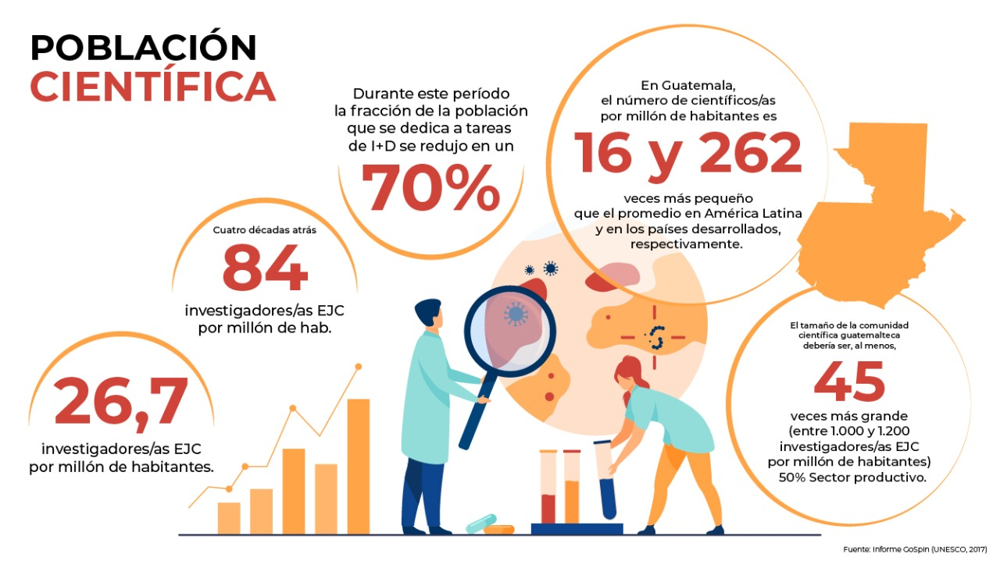 POBLACIÓN
CIENTÍFICA
26,7
investigadores/as EJC
por millón de habitantes.
Cuatro décadas atrás
84
investigadores/as EJC
por millón de hab.
Durante este período
la fracción de la población
que se dedica a tareas
de I+D se redujo en un
70%
En Guatemala,
el número de científicos/as
por millón de habitantes es
16 y 262
veces más pequeño
que el promedio en América Latina
y en los países desarrollados,
respectivamente.
El tamaño de la comunidad
científica guatemalteca
debería ser, al menos,
45
veces más grande
(entre 1.000 y 1.200
investigadores/as EJC
por millón de habitantes)
50% Sector productivo.
Fuente: Informe GoSpin (UNESCO, 2017)